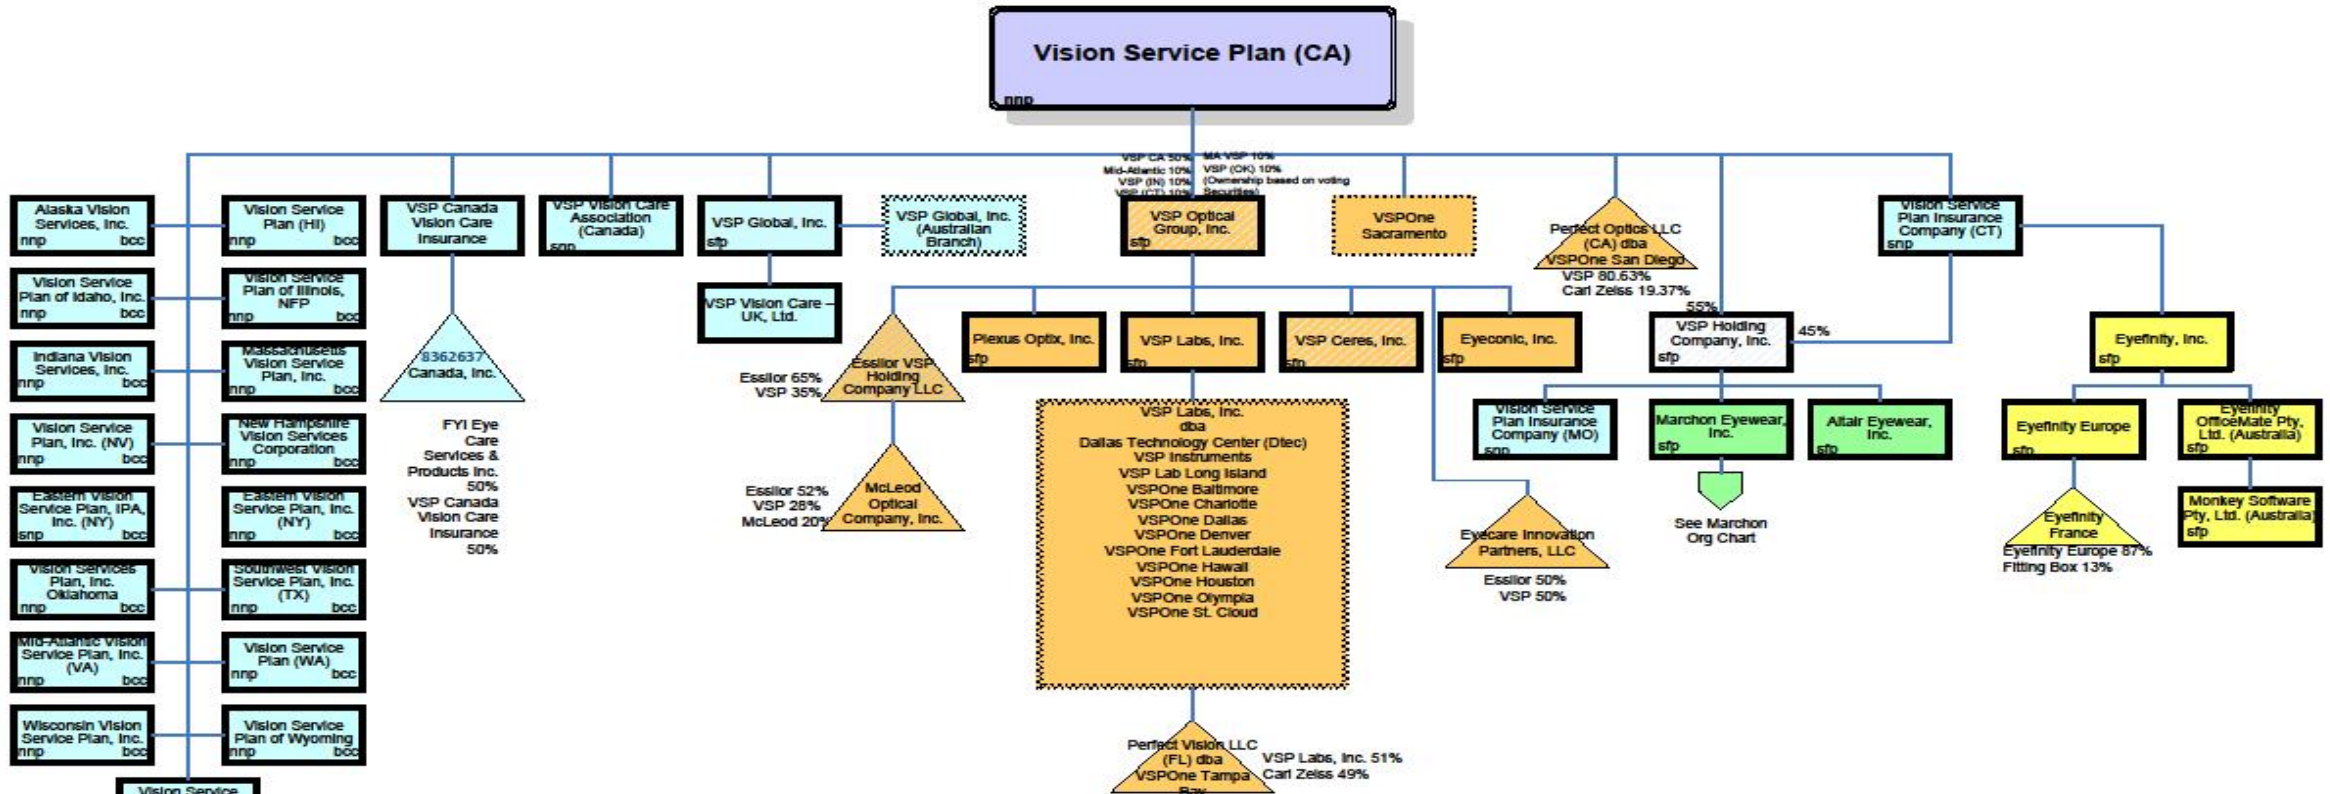 Vision Service Plan (CA)
nnp
VSP CA 50%
Mid-Atlantic 10%
VSP (IN) 10%
VSP (CT) 10%
MA VSP 10%
VSP (OK) 10%
(Ownership based on voting
Securities)
Alaska Vision
Services, Inc.
nnp bcc
Vision Service
Plan (HI)
nnp bcc
VSP Canada
Vision Care
Insurance
VSP Vision Care
Association
(Canada)
snp
VSP Global, Inc.
sfp
VSP Global, Inc.
(Australian
Branch)
VSP Optical
Group, Inc.
sfp
VSPOne
Sacramento
Perfect Optics LLC
(CA) dba
VSPOne San Diego
VSP 80.63%
Carl Zeiss 19.37%
Vision Service
Plan Insurance
Company (CT)
snp
Vision Service
Plan of Idaho, Inc.
nnp bcc
Vision Service
Plan of Illinois,
NFP
nnp bcc
VSP Vision Care –
UK, Ltd.
Indiana Vision
Services, Inc.
nnp bcc
Massachusetts
Vision Service
Plan, Inc.
nnp bcc
8362637
Canada, Inc.
FYI Eye
Care
Services &
Products Inc.
50%
VSP Canada
Vision Care
Insurance
50%
Essilor VSP
Holding
Company LLC
Essilor 65%
VSP 35%
Plexus Optix, Inc.
sfp
VSP Labs, Inc.
sfp
VSP Ceres, Inc.
sfp
Eyeconic, Inc.
sfp
55%
VSP Holding
Company, Inc.
sfp
45%
Eyefinity, Inc.
sfp
Vision Service
Plan, Inc. (NV)
nnp bcc
New Hampshire
Vision Services
Corporation
nnp bcc
McLeod
Optical
Company, Inc.
Essilor 52%
VSP 28%
McLeod 20%
VSP Labs, Inc.
dba
Dallas Technology Center (Dtec)
VSP Instruments
VSP Lab Long Island
VSPOne Baltimore
VSPOne Charlotte
VSPOne Dallas
VSPOne Denver
VSPOne Fort Lauderdale
VSPOne Hawaii
VSPOne Houston
VSPOne Olympia
VSPOne St. Cloud
Vision Service
Plan Insurance
Company (MO)
snp
Marchon Eyewear,
Inc.
sfp
Altair Eyewear,
Inc.
sfp
Eyefinity Europe
sfp
Eyefinity
OfficeMate Pty,
Ltd. (Australia)
sfp
Eastern Vision
Service Plan, IPA,
Inc. (NY)
snp bcc
Eastern Vision
Service Plan, Inc.
(NY)
nnp bcc
Eyecare Innovation
Partners, LLC
Essilor 50%
VSP 50%
See Marchon
Org Chart
Eyefinity
France
Eyefinity Europe 87%
Fitting Box 13%
Monkey Software
Pty, Ltd. (Australia)
sfp
Vision Services
Plan, Inc.
Oklahoma
nnp bcc
Southwest Vision
Service Plan, Inc.
(TX)
nnp bcc
Mid-Atlantic Vision
Service Plan, Inc.
(VA)
nnp bcc
Vision Service
Plan (WA)
nnp bcc
Wisconsin Vision
Service Plan, Inc.
nnp bcc
Vision Service
Plan of Wyoming
nnp bcc
Perfect Vision LLC
(FL) dba
VSPOne Tampa
Bay
VSP Labs, Inc. 51%
Carl Zeiss 49%
Vision Service